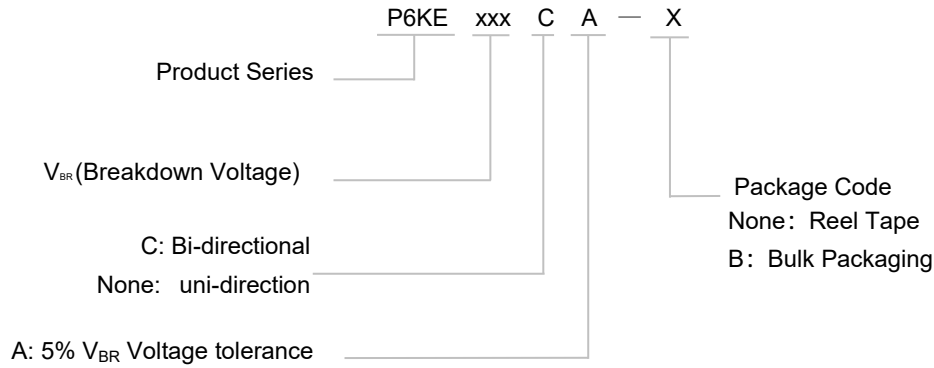 P6KE xxx C A — X
Product Series
VBR(Breakdown Voltage)
Package Code
None：Reel Tape
C: Bi-directional
B：Bulk Packaging
None: uni-direction
A: 5% VBR Voltage tolerance